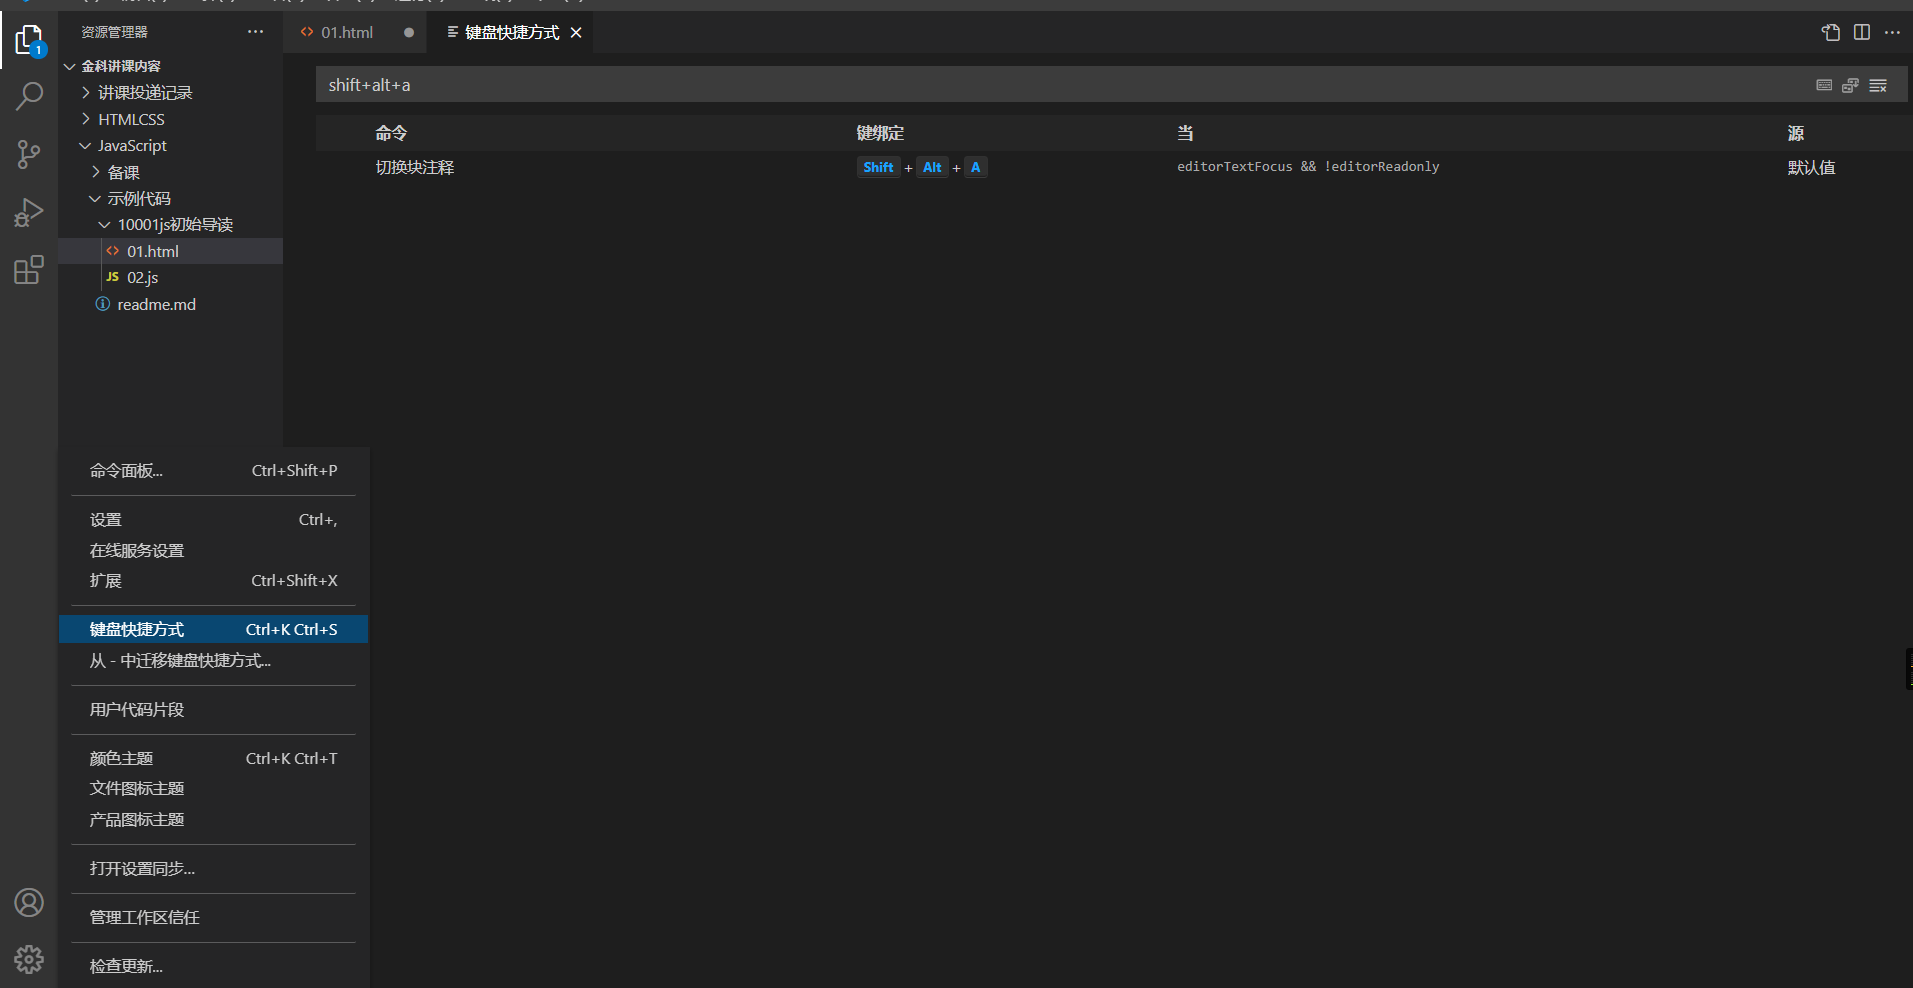 资源管理器
1
金科讲课内容
讲课投递记录
HTMLCSS
JavaScript
备课
示例代码
10001js初始导读
01.html
JS 02.js
readme.md
01.html
键盘快捷方式
shift+alt+a
命令 键绑定 当 源
切换块注释 Shift + Alt + A editorTextFocus && !editorReadonly 默认值
命令面板... Ctrl+Shift+P
设置 Ctrl+,
在线服务设置
扩展 Ctrl+Shift+X
键盘快捷方式 Ctrl+K Ctrl+S
从 - 中迁移键盘快捷方式...
用户代码片段
颜色主题 Ctrl+K Ctrl+T
文件图标主题
产品图标主题
打开设置同步...
管理工作区信任
检查更新...